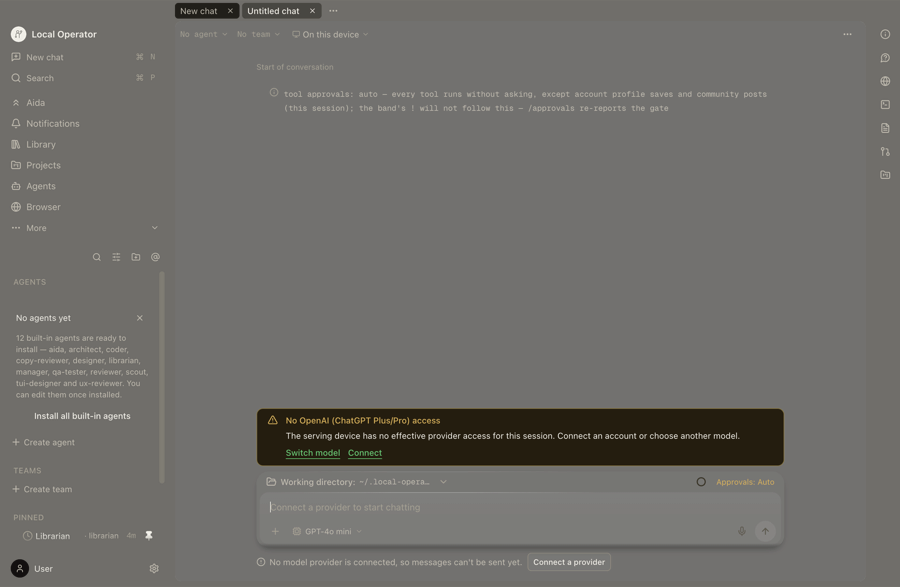 New chat
Untitled chat
Local Operator
No agent
No team
On this device
New chat ⌘ N
Search ⌘ P
Aida
Notifications
Library
Projects
Agents
Browser
More
Start of conversation
tool approvals: auto — every tool runs without asking, except account profile saves and community posts
(this session); the band's ! will not follow this — /approvals re-reports the gate
AGENTS
No agents yet
12 built-in agents are ready to
install — aida, architect, coder,
copy-reviewer, designer, librarian,
manager, qa-tester, reviewer, scout,
tui-designer and ux-reviewer. You
can edit them once installed.
Install all built-in agents
Create agent
TEAMS
Create team
PINNED
Librarian · librarian 4m
User
No OpenAI (ChatGPT Plus/Pro) access
The serving device has no effective provider access for this session. Connect an account or choose another model.
Switch model Connect
Working directory: ~/.local-opera… Approvals: Auto
Connect a provider to start chatting
GPT-4o mini
No model provider is connected, so messages can't be sent yet. Connect a provider